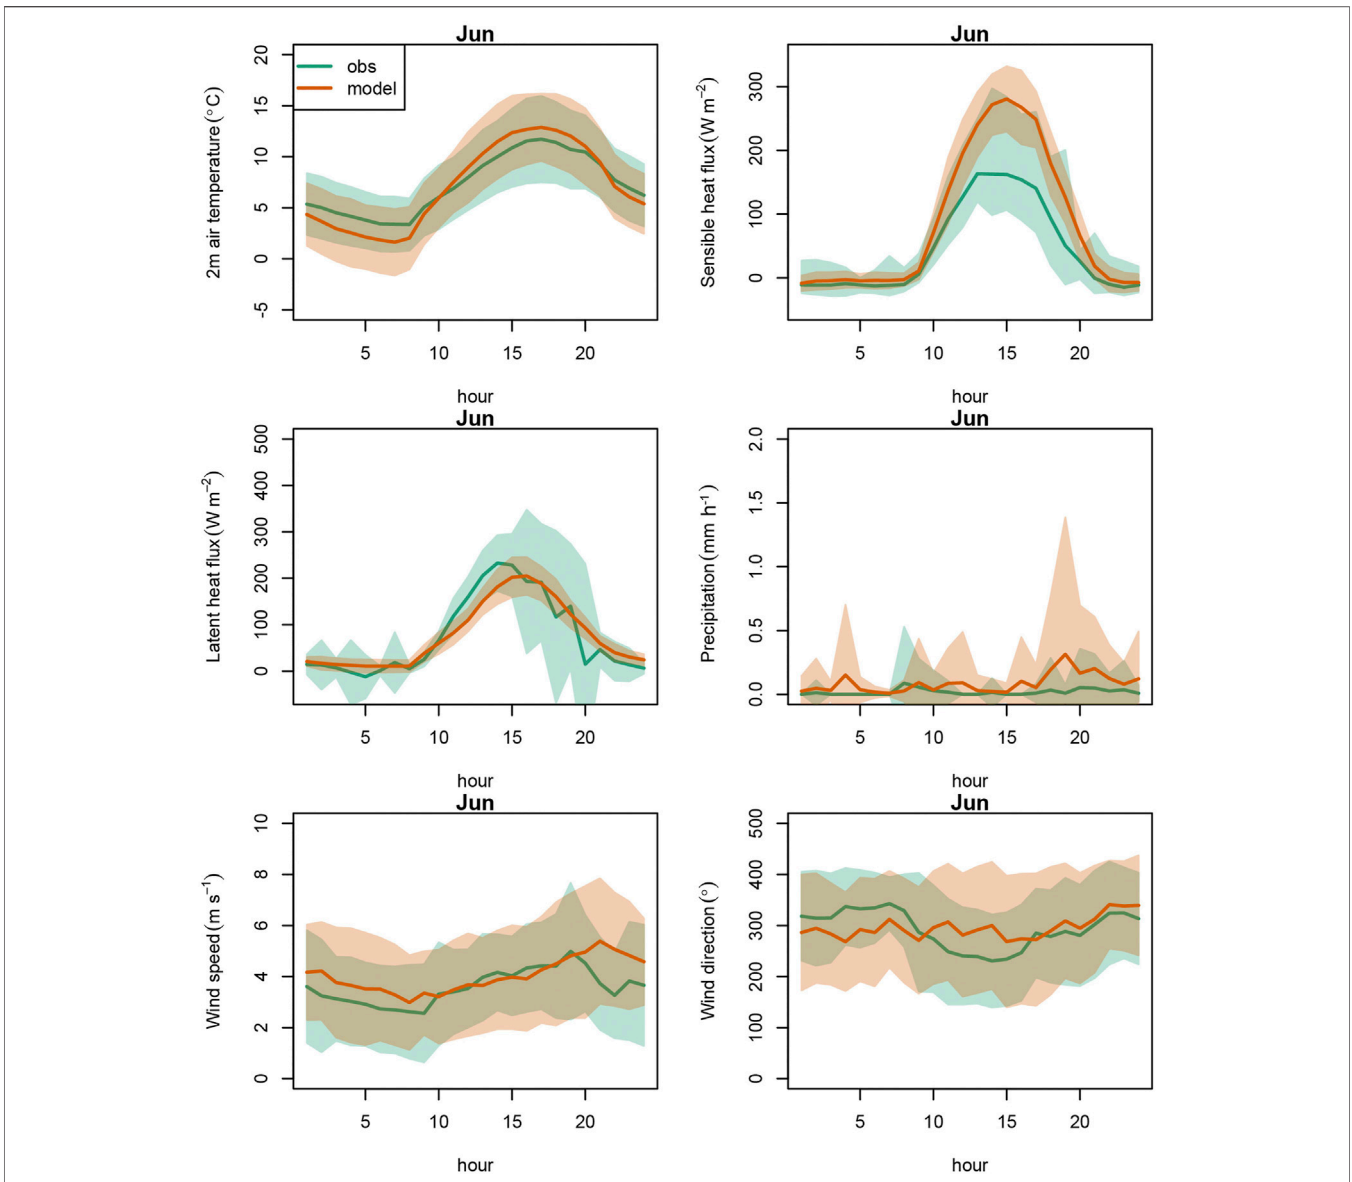 Jun
20
15
10
5
0
-5
2m air temperature (°C)
obs
model
5 10 15 20
hour
Jun
300
200
100
0
Sensible heat flux (W m⁻²)
5 10 15 20
hour
Jun
500
400
300
200
100
0
Latent heat flux (W m⁻²)
5 10 15 20
hour
Jun
2.0
1.5
1.0
0.5
0.0
Precipitation (mm h⁻¹)
5 10 15 20
hour
Jun
10
8
6
4
2
0
Wind speed (m s⁻¹)
5 10 15 20
hour
Jun
500
400
300
200
100
0
Wind direction (°)
5 10 15 20
hour